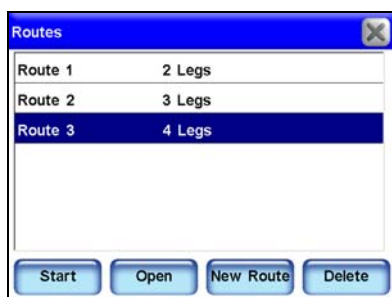 Routes
Route 1 2 Legs
Route 2 3 Legs
Route 3 4 Legs
Start Open New Route Delete